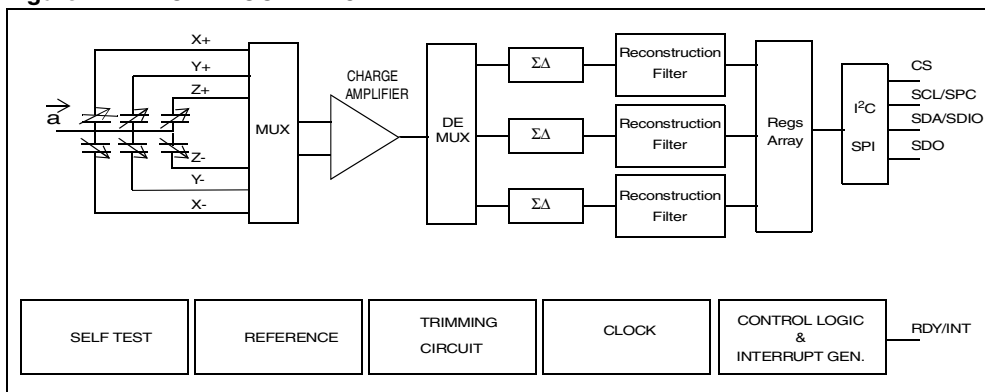 X+
Y+
Z+
a
Z-
Y-
X-
MUX
CHARGE
AMPLIFIER
DE
MUX
ΣΔ
ΣΔ
ΣΔ
Reconstruction
Filter
Reconstruction
Filter
Reconstruction
Filter
Regs
Array
I²C
SPI
CS
SCL/SPC
SDA/SDIO
SDO
SELF TEST
REFERENCE
TRIMMING
CIRCUIT
CLOCK
CONTROL LOGIC
&
INTERRUPT GEN.
RDY/INT